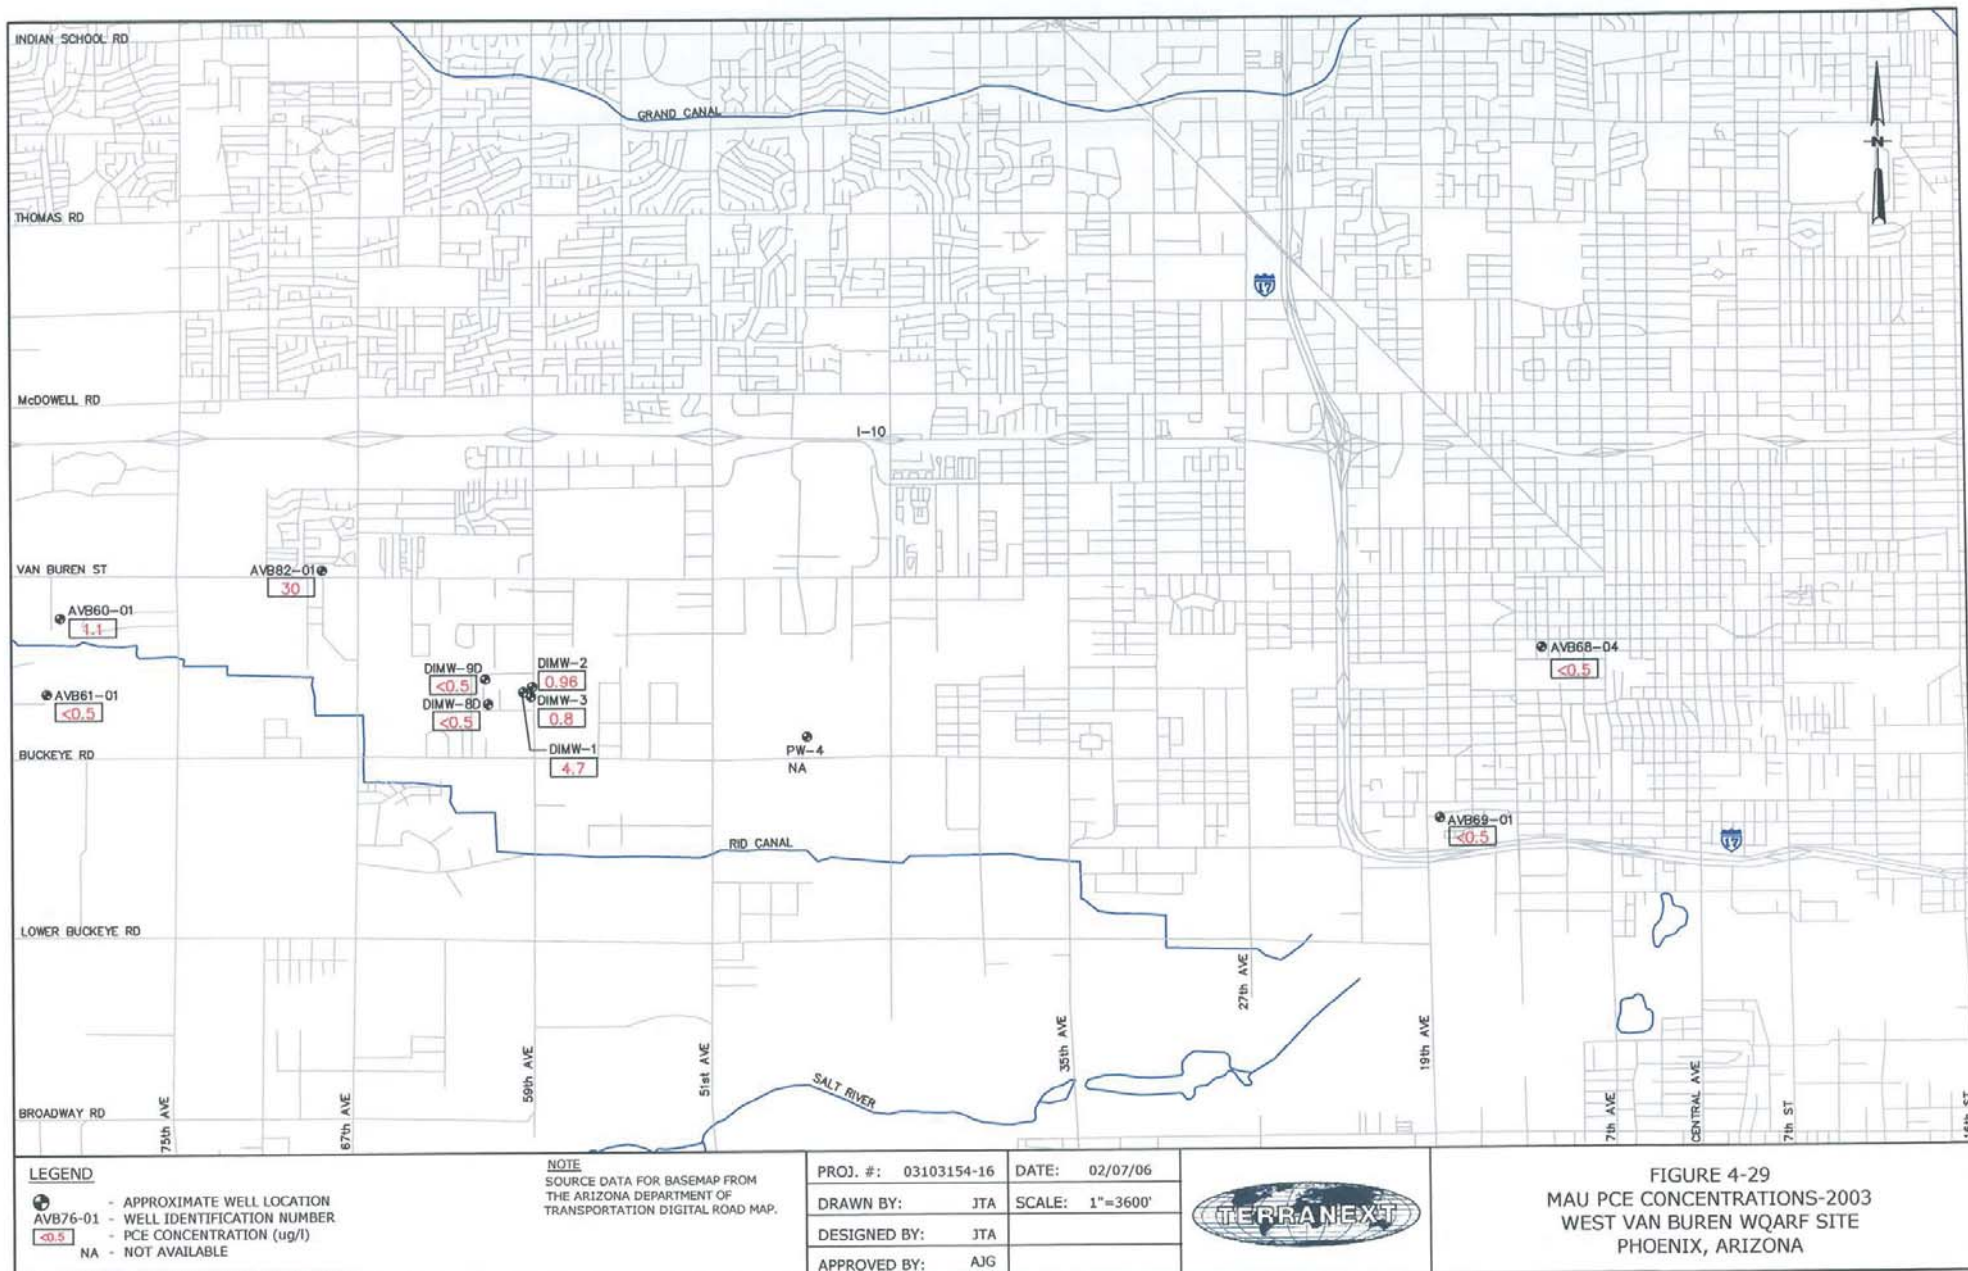 INDIAN SCHOOL RD
GRAND CANAL
N
THOMAS RD
17
McDOWELL RD
I-10
VAN BUREN ST
AVB82-01
30
AVB60-01
1.1
AVB68-04
<0.5
DIMW-9D
<0.5
DIMW-2
0.96
AVB61-01
<0.5
DIMW-8D
<0.5
DIMW-3
0.8
DIMW-1
4.7
PW-4
NA
BUCKEYE RD
AVB69-01
<0.5
17
RID CANAL
LOWER BUCKEYE RD
SALT RIVER
BROADWAY RD
75th AVE
67th AVE
59th AVE
51st AVE
35th AVE
27th AVE
19th AVE
7th AVE
CENTRAL AVE
7th ST
16th ST
LEGEND
- APPROXIMATE WELL LOCATION
AVB76-01 - WELL IDENTIFICATION NUMBER
<0.5 - PCE CONCENTRATION (ug/l)
NA - NOT AVAILABLE
NOTE
SOURCE DATA FOR BASEMAP FROM
THE ARIZONA DEPARTMENT OF
TRANSPORTATION DIGITAL ROAD MAP.
PROJ. #: 03103154-16 DATE: 02/07/06
DRAWN BY: JTA SCALE: 1"=3600'
DESIGNED BY: JTA
APPROVED BY: AJG
TERRANEXT
FIGURE 4-29
MAU PCE CONCENTRATIONS-2003
WEST VAN BUREN WQARF SITE
PHOENIX, ARIZONA